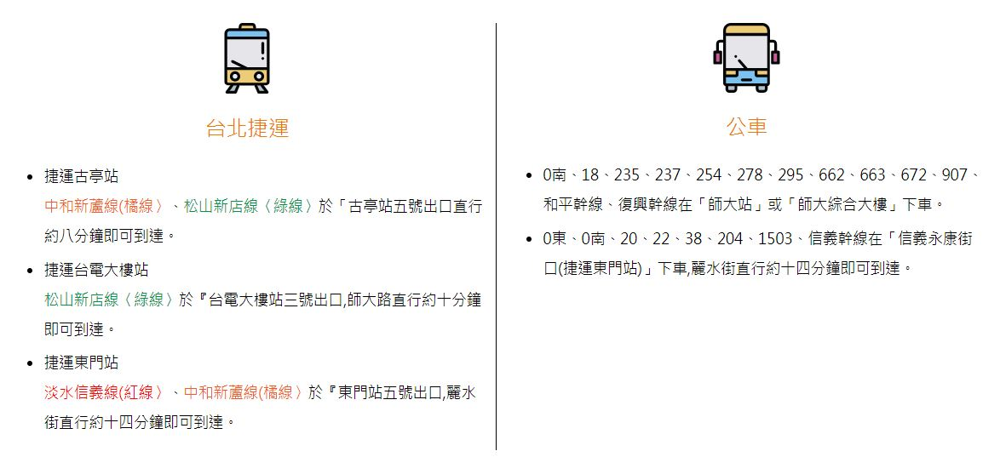 台北捷運
捷運古亭站
中和新蘆線(橘線〉、松山新店線〈綠線〉於「古亭站五號出口直行
約八分鐘即可到達。
捷運台電大樓站
松山新店線〈綠線〉於『台電大樓站三號出口,師大路直行約十分鐘
即可到達。
捷運東門站
淡水信義線(紅線〉、中和新蘆線(橘線〉於『東門站五號出口,麗水
街直行約十四分鐘即可到達。
公車
0南、18、235、237、254、278、295、662、663、672、907、
和平幹線、復興幹線在「師大站」或「師大綜合大樓」下車。
0東、0南、20、22、38、204、1503、信義幹線在「信義永康街
口(捷運東門站)」下車,麗水街直行約十四分鐘即可到達。